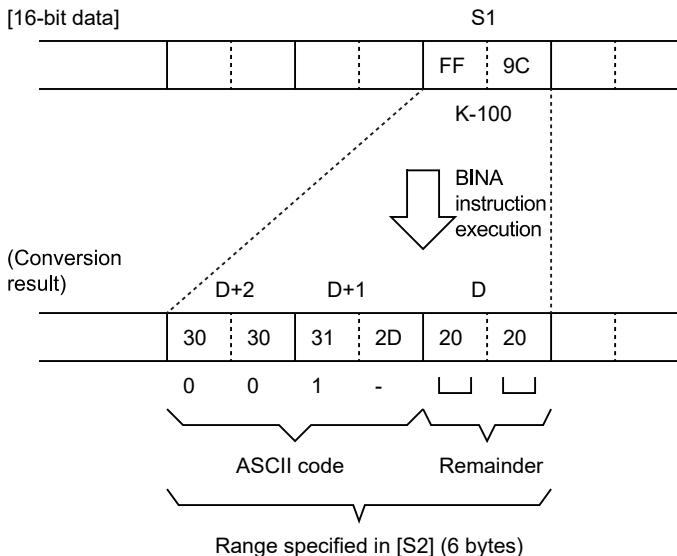 [16-bit data] S1
FF 9C
K-100
BINA
instruction
execution
(Conversion
result)
D+2 D+1 D
30 30 31 2D 20 20
0 0 1 -
ASCII code Remainder
Range specified in [S2] (6 bytes)